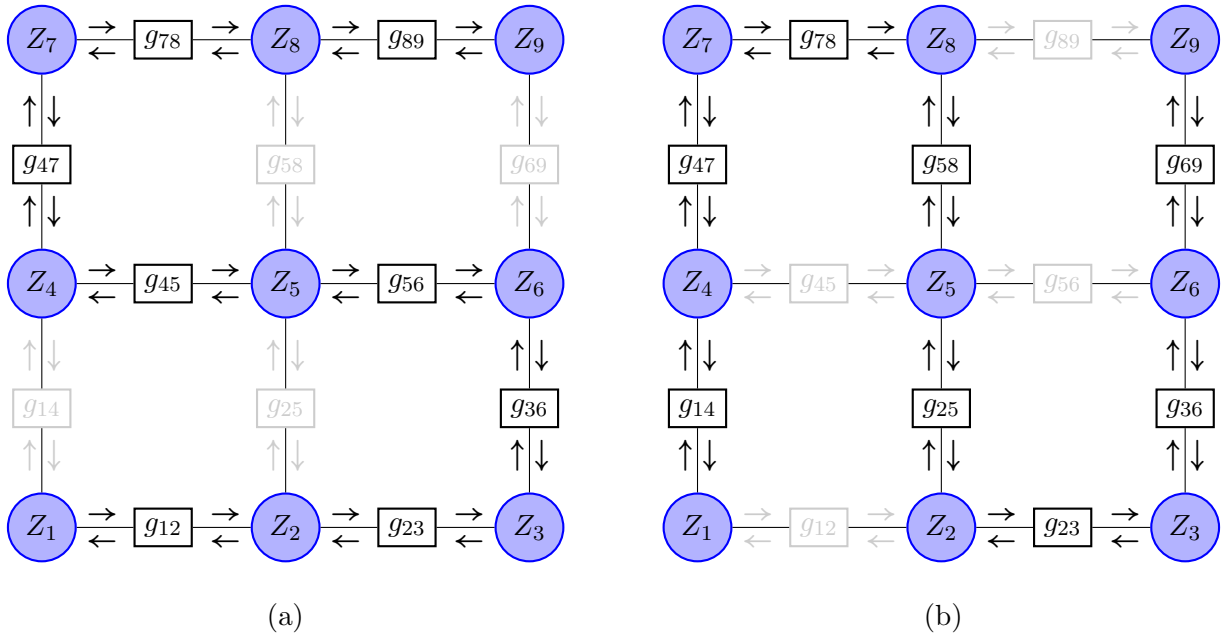 Z7 g78 Z8 g89 Z9 Z7 g78 Z8 g89 Z9
g47 g58 g69 g47 g58 g69
Z4 g45 Z5 g56 Z6 Z4 g45 Z5 g56 Z6
g14 g25 g36 g14 g25 g36
Z1 g12 Z2 g23 Z3 Z1 g12 Z2 g23 Z3
(a) (b)